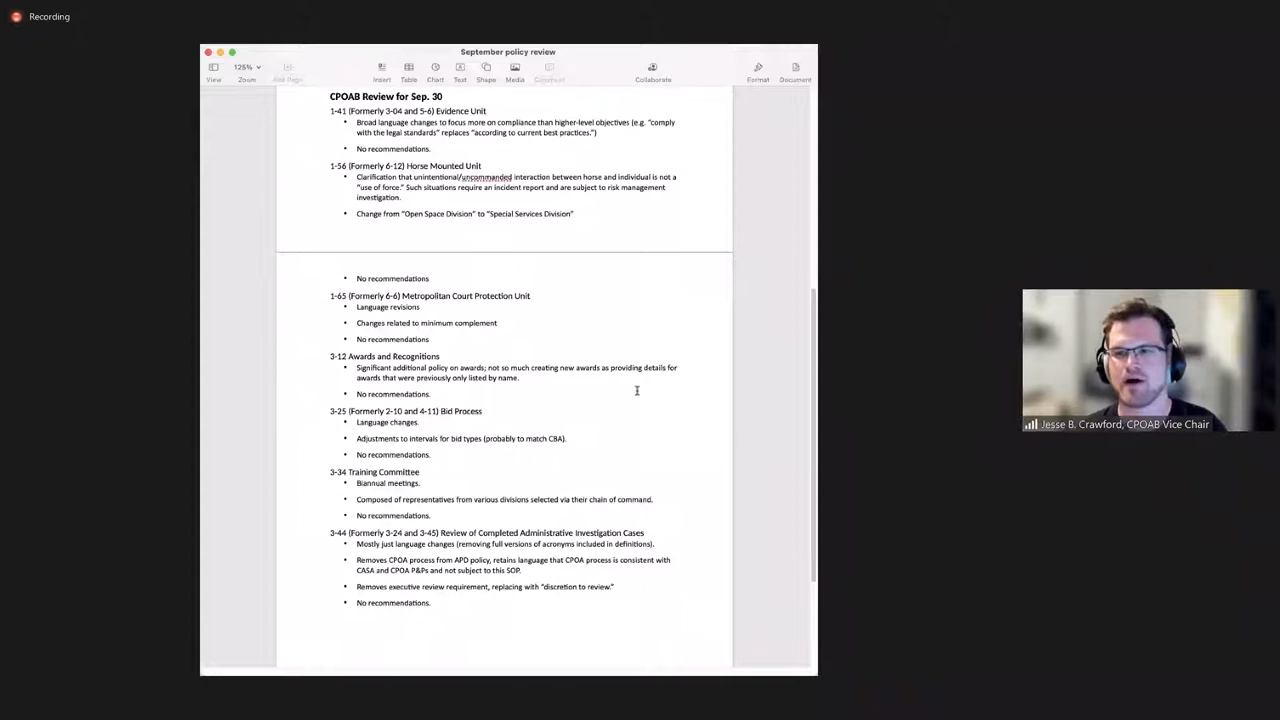 Recording
September policy review
125%
View
Zoom
Add Page
Insert
Table
Chart
Text
Shape
Media
Comment
Collaborate
Format
Document
CPOAB Review for Sep. 30
1-41 (Formerly 3-04 and 5-6) Evidence Unit
• Broad language changes to focus more on compliance than higher-level objectives (e.g. “comply
with the legal standards” replaces “according to current best practices.”)
• No recommendations.
1-56 (Formerly 6-12) Horse Mounted Unit
• Clarification that unintentional/uncommanded interaction between horse and individual is not a
“use of force.” Such situations require an incident report and are subject to risk management
investigation.
• Change from “Open Space Division” to “Special Services Division”
• No recommendations
1-65 (Formerly 6-6) Metropolitan Court Protection Unit
• Language revisions
• Changes related to minimum complement
• No recommendations
3-12 Awards and Recognitions
• Significant additional policy on awards; not so much creating new awards as providing details for
awards that were previously only listed by name.
• No recommendations.
3-25 (Formerly 2-10 and 4-11) Bid Process
• Language changes.
• Adjustments to intervals for bid types (probably to match CBA).
• No recommendations.
3-34 Training Committee
• Biannual meetings.
• Composed of representatives from various divisions selected via their chain of command.
• No recommendations.
3-44 (Formerly 3-24 and 3-45) Review of Completed Administrative Investigation Cases
• Mostly just language changes (removing full versions of acronyms included in definitions).
• Removes CPOA process from APD policy, retains language that CPOA process is consistent with
CASA and CPOA P&Ps and not subject to this SOP.
• Removes executive review requirement, replacing with “discretion to review.”
• No recommendations.
Jesse B. Crawford, CPOAB Vice Chair